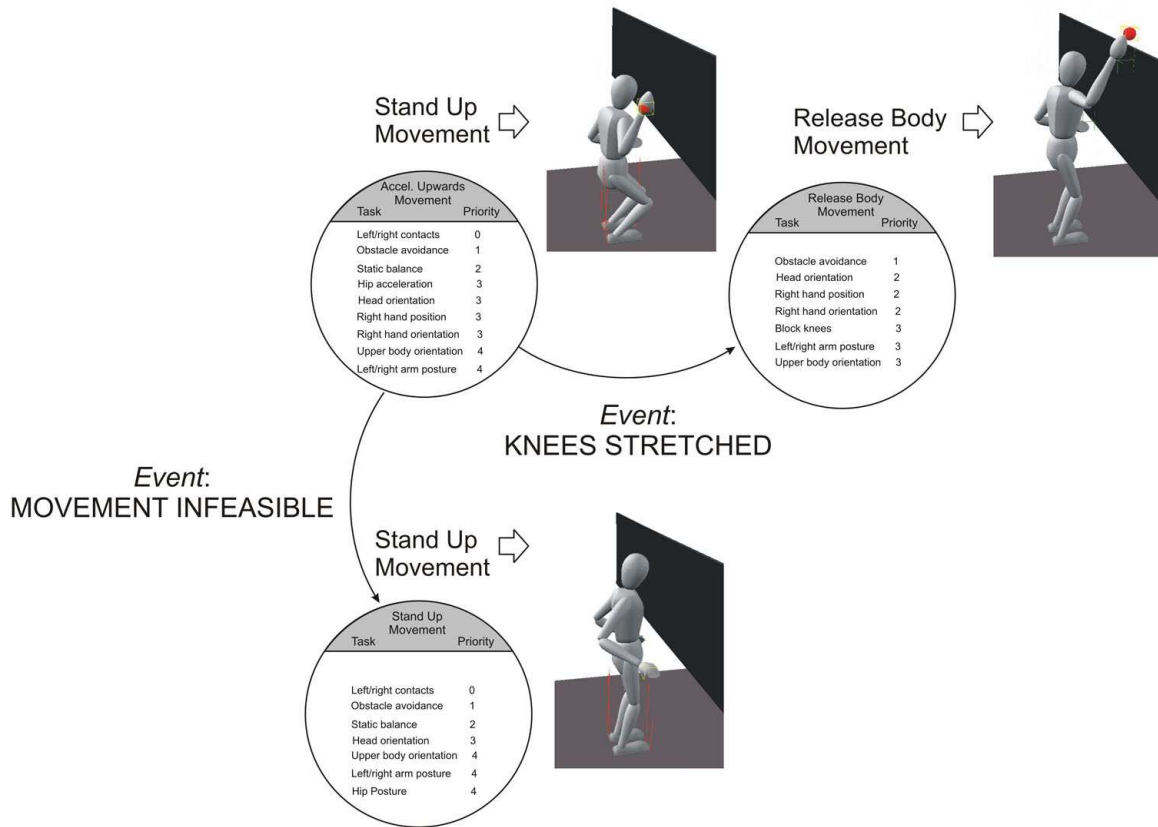 Stand Up
Movement
Release Body
Movement
Accel. Upwards
Movement
Task Priority
Left/right contacts 0
Obstacle avoidance 1
Static balance 2
Hip acceleration 3
Head orientation 3
Right hand position 3
Right hand orientation 3
Upper body orientation 4
Left/right arm posture 4
Release Body
Movement
Task Priority
Obstacle avoidance 1
Head orientation 2
Right hand position 2
Right hand orientation 2
Block knees 3
Left/right arm posture 3
Upper body orientation 3
Event:
KNEES STRETCHED
Event:
MOVEMENT INFEASIBLE
Stand Up
Movement
Stand Up
Movement
Task Priority
Left/right contacts 0
Obstacle avoidance 1
Static balance 2
Head orientation 3
Upper body orientation 4
Left/right arm posture 4
Hip Posture 4